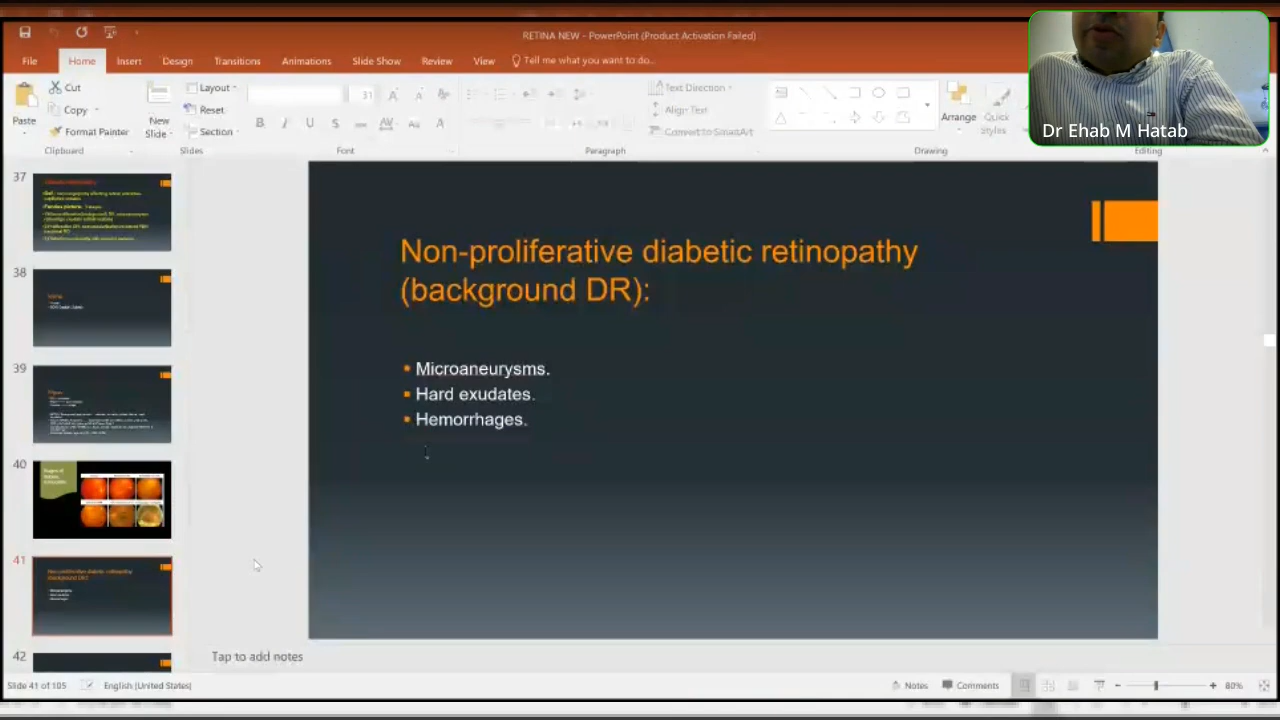 RETINA NEW - PowerPoint (Product Activation Failed)
File Home Insert Design Transitions Animations Slide Show Review View Tell me what you want to do...
Cut
Copy
Format Painter
Paste
Clipboard
New Slide
Layout
Reset
Section
Slides
31
B I U S
Font
Text Direction
Align Text
Convert to SmartArt
Paragraph
Arrange
Quick Styles
Drawing
Editing
Dr Ehab M Hatab
37
38
39
40
41
42
Non-proliferative diabetic retinopathy
(background DR):
Microaneurysms.
Hard exudates.
Hemorrhages.
Tap to add notes
Slide 41 of 105
English (United States)
Notes
Comments
80%